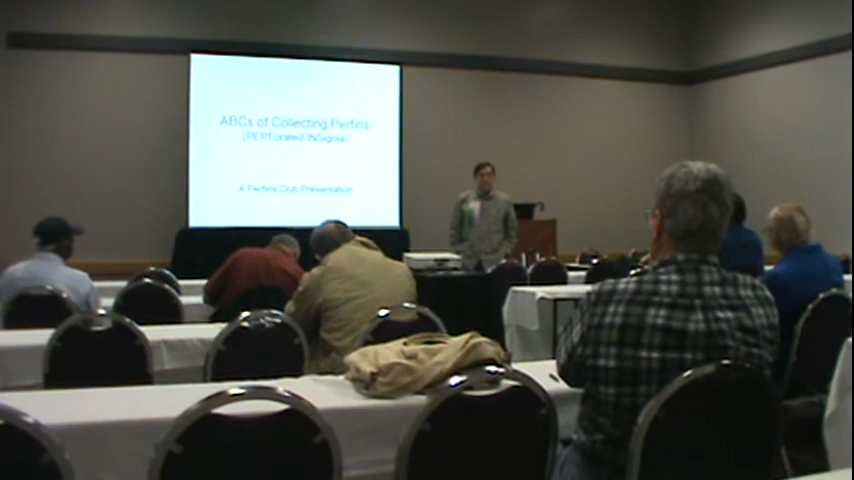 ABCs of Collecting Perfins
(PERForated INSignia)
A Perfins Club Presentation